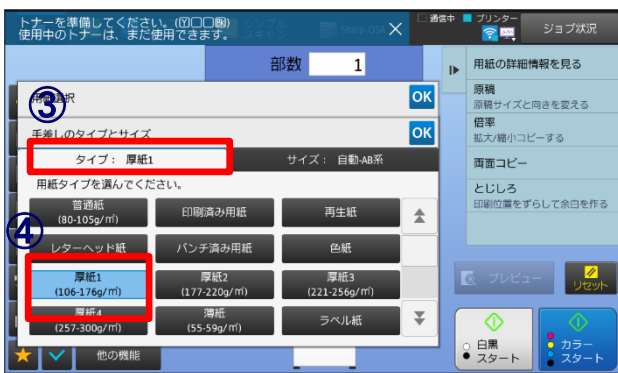 トナーを準備してください。(Ⓨ□□Ⓑk)
使用中のトナーは、まだ使用できます。
Sharp OSA
通信中
プリンター
ジョブ状況
部数 1
用紙の詳細情報を見る
③
用紙選択
OK
原稿
原稿サイズと向きを変える
手差しのタイプとサイズ
OK
倍率
拡大/縮小コピーする
タイプ： 厚紙1
サイズ： 自動-AB系
両面コピー
用紙タイプを選んでください。
とじしろ
印刷位置をずらして余白を作る
普通紙
(80-105g/㎡)
印刷済み用紙
再生紙
④
レターヘッド紙
パンチ済み用紙
色紙
厚紙1
(106-176g/㎡)
厚紙2
(177-220g/㎡)
厚紙3
(221-256g/㎡)
プレビュー
リセット
厚紙4
(257-300g/㎡)
薄紙
(55-59g/㎡)
ラベル紙
白黒
スタート
カラー
スタート
他の機能